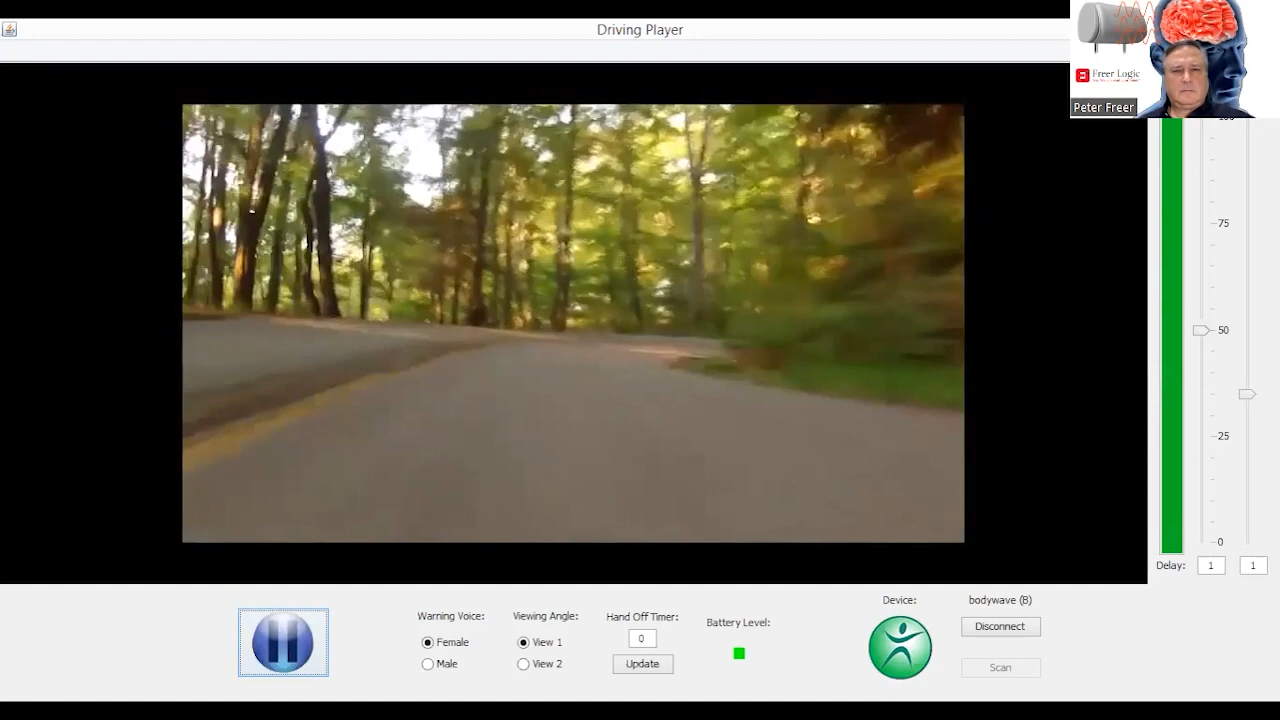 Driving Player
Freer Logic
Peter Freer
100
75
50
25
0
Delay: 1 1
Warning Voice:
Female
Male
Viewing Angle:
View 1
View 2
Hand Off Timer:
0
Update
Battery Level:
Device:
bodywave (B)
Disconnect
Scan